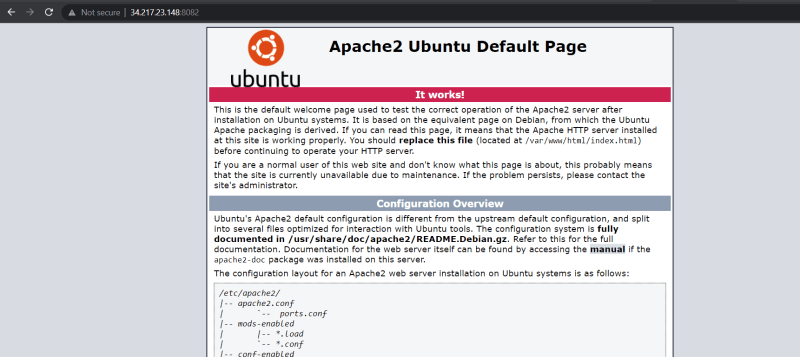 Not secure | 34.217.23.148:8082
Apache2 Ubuntu Default Page
ubuntu
It works!
This is the default welcome page used to test the correct operation of the Apache2 server after
installation on Ubuntu systems. It is based on the equivalent page on Debian, from which the Ubuntu
Apache packaging is derived. If you can read this page, it means that the Apache HTTP server installed
at this site is working properly. You should replace this file (located at /var/www/html/index.html)
before continuing to operate your HTTP server.
If you are a normal user of this web site and don't know what this page is about, this probably means
that the site is currently unavailable due to maintenance. If the problem persists, please contact the
site's administrator.
Configuration Overview
Ubuntu's Apache2 default configuration is different from the upstream default configuration, and split
into several files optimized for interaction with Ubuntu tools. The configuration system is fully
documented in /usr/share/doc/apache2/README.Debian.gz. Refer to this for the full
documentation. Documentation for the web server itself can be found by accessing the manual if the
apache2-doc package was installed on this server.
The configuration layout for an Apache2 web server installation on Ubuntu systems is as follows:
/etc/apache2/
|-- apache2.conf
|       `--  ports.conf
|-- mods-enabled
|       |-- *.load
|       `-- *.conf
|-- conf-enabled